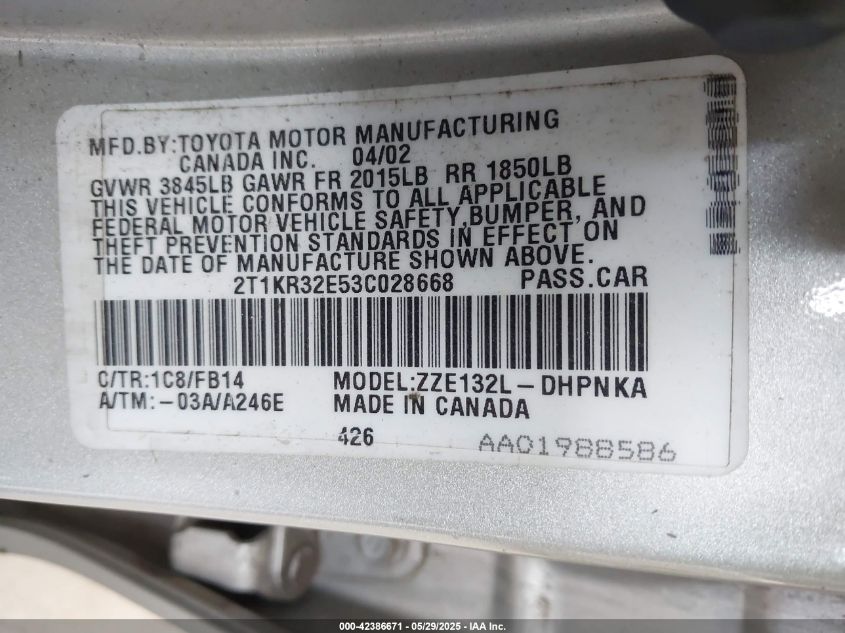 MFD.BY:TOYOTA MOTOR MANUFACTURING
CANADA INC. 04/02
GVWR 3845LB GAWR FR 2015LB RR 1850LB
THIS VEHICLE CONFORMS TO ALL APPLICABLE
FEDERAL MOTOR VEHICLE SAFETY,BUMPER, AND
THEFT PREVENTION STANDARDS IN EFFECT ON
THE DATE OF MANUFACTURE SHOWN ABOVE.
2T1KR32E53C028668 PASS.CAR
C/TR:1C8/FB14 MODEL:ZZE132L-DHPNKA
A/TM:-03A/A246E MADE IN CANADA
426 AA01988586
000-42386671 | 05/29/2025 - IAA Inc.